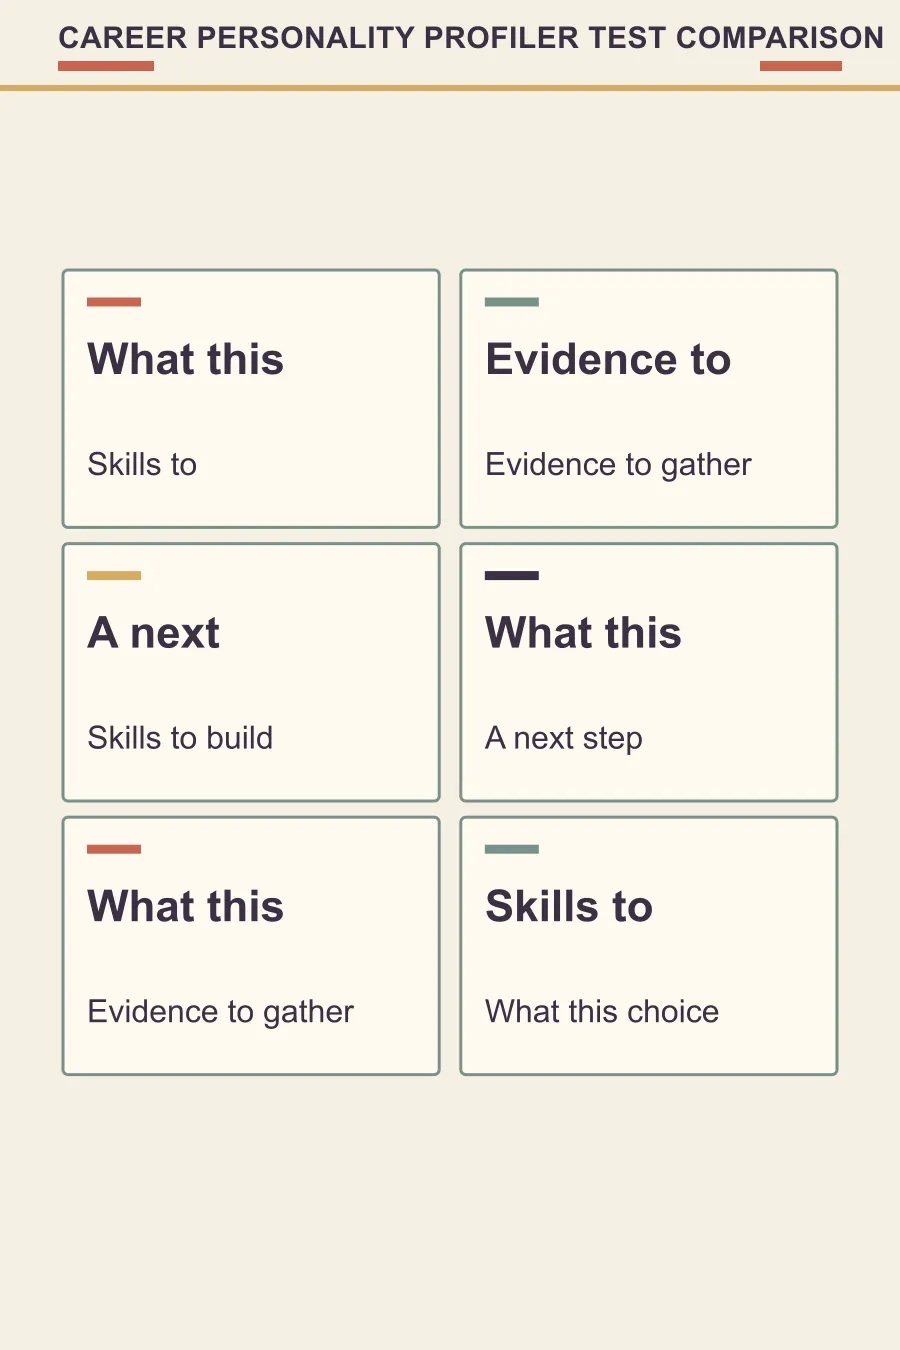 CAREER PERSONALITY PROFILER TEST COMPARISON
What this
Skills to
Evidence to
Evidence to gather
A next
Skills to build
What this
A next step
What this
Evidence to gather
Skills to
What this choice